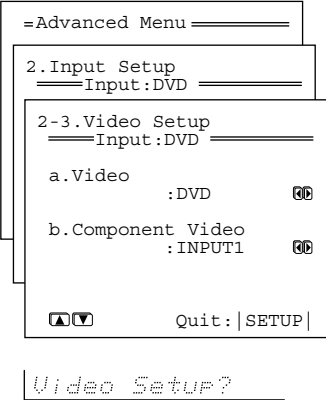 =Advanced Menu
2.Input Setup
Input:DVD
2-3.Video Setup
Input:DVD
a.Video
:DVD
b.Component Video
:INPUT1
Quit:|SETUP|
Video Setup?